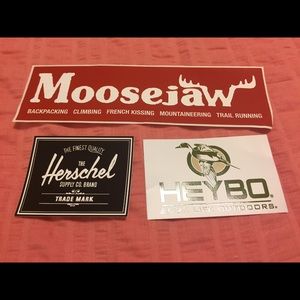 Moosejaw
BACKPACKING CLIMBING FRENCH KISSING MOUNTAINEERING TRAIL RUNNING
THE FINEST QUALITY
THE
Herschel
SUPPLY CO. BRAND
TRADE MARK
HEYBO®
OUTDOORS®